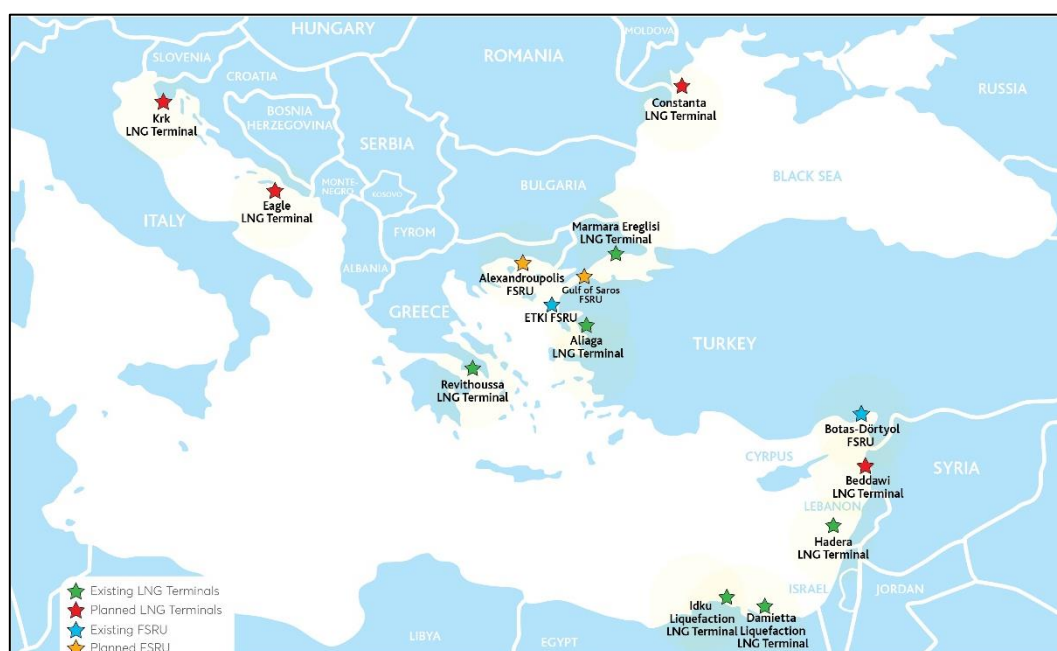 HUNGARY
MOLDOVA
SLOVENIA
ROMANIA
CROATIA
RUSSIA
Krk
LNG Terminal
BOSNIA
HERZEGOVINA
Constanta
LNG Terminal
SERBIA
BLACK SEA
MONTE-
NEGRO
KOSOVO
BULGARIA
Eagle
LNG Terminal
ITALY
FYROM
Marmara Ereglisi
LNG Terminal
ALBANIA
Alexandroupolis
FSRU
Gulf of Saros
FSRU
GREECE
ETKI FSRU
Aliaga
LNG Terminal
TURKEY
Revithoussa
LNG Terminal
Botas-Dörtyol
FSRU
CYRPUS
SYRIA
Beddawi
LNG Terminal
LEBANON
Hadera
LNG Terminal
ISRAEL
JORDAN
Idku
Liquefaction
LNG Terminal
Damietta
Liquefaction
LNG Terminal
LIBYA
EGYPT
Existing LNG Terminals
Planned LNG Terminals
Existing FSRU
Planned FSRU